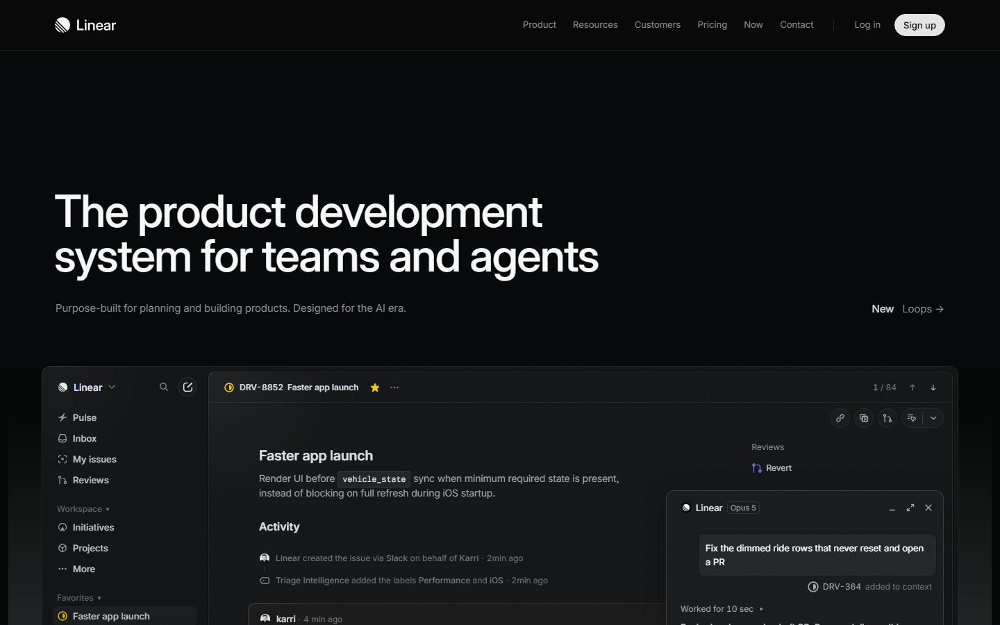 Linear
Product
Resources
Customers
Pricing
Now
Contact
Log in
Sign up
The product development
system for teams and agents
Purpose-built for planning and building products. Designed for the AI era.
New Loops →
Linear
Pulse
Inbox
My issues
Reviews
Workspace
Initiatives
Projects
More
Favorites
Faster app launch
DRV-8852 Faster app launch
1 / 84
Faster app launch
Render UI before vehicle_state sync when minimum required state is present,
instead of blocking on full refresh during iOS startup.
Activity
Linear created the issue via Slack on behalf of Karri · 2min ago
Triage Intelligence added the labels Performance and iOS · 2min ago
karri · 4 min ago
Reviews
Revert
Linear Opus 5
Fix the dimmed ride rows that never reset and open
a PR
DRV-364 added to context
Worked for 10 sec